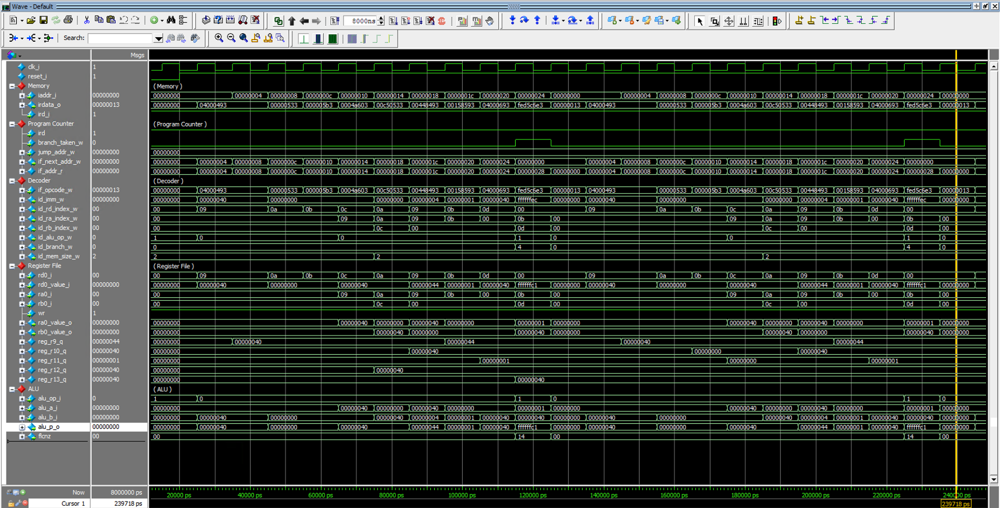 Wave - Default
8000ns
Search:
Msgs
clk_i 1
reset_i 1
Memory (Memory)
iaddr_i 00000000 00000000 00000004 00000008 0000000c 00000010 00000014 00000018 0000001c 00000020 00000024 00000000 00000004 00000008 0000000c 00000010 00000014 00000018 0000001c 00000020 00000024 00000000
irdata_o 00000013 00000000 04000493 00000533 000005b3 0004a603 00c50533 00448493 00158593 04000693 fed5c6e3 00000013 04000493 00000533 000005b3 0004a603 00c50533 00448493 00158593 04000693 fed5c6e3 00000013
ird_i 1
Program Counter (Program Counter)
ird 1
branch_taken_w 0
jump_addr_w 00000000 00000000
if_next_addr_w 00000000 00000000 00000004 00000008 0000000c 00000010 00000014 00000018 0000001c 00000020 00000024 00000000 00000004 00000008 0000000c 00000010 00000014 00000018 0000001c 00000020 00000024 00000000
if_addr_r 00000000 00000000 00000004 00000008 0000000c 00000010 00000014 00000018 0000001c 00000020 00000024 00000028 00000000 00000004 00000008 0000000c 00000010 00000014 00000018 0000001c 00000020 00000024 00000028 00000000
Decoder (Decoder)
if_opcode_w 00000013 00000000 04000493 00000533 000005b3 0004a603 00c50533 00448493 00158593 04000693 fed5c6e3 00000013 04000493 00000533 000005b3 0004a603 00c50533 00448493 00158593 04000693 fed5c6e3 00000013
id_imm_w 00000000 00000000 00000040 00000000 00000000 00000004 00000001 00000040 ffffffec 00000000 00000040 00000000 00000000 00000004 00000001 00000040 ffffffec 00000000
id_rd_index_w 00 00 09 0a 0b 0c 0a 09 0b 0d 00 09 0a 0b 0c 0a 09 0b 0d 00
id_ra_index_w 00 00 09 0a 09 0b 00 0b 00 09 0a 09 0b 00 0b 00
id_rb_index_w 00 00 0c 00 0d 00 0c 00 0d 00
id_alu_op_w 0 1 0 0 1 0 0 1 0
id_branch_w 0 0 4 0 4 0
id_mem_size_w 2 2 2 2
Register File (Register File)
rd0_i 00 00 09 0a 0b 0c 0a 09 0b 0d 00 09 0a 0b 0c 0a 09 0b 0d 00
rd0_value_i 00000000 00000000 00000040 00000000 00000040 00000044 00000001 00000040 ffffffc1 00000000 00000040 00000000 00000040 00000044 00000001 00000040 ffffffc1 00000000
ra0_i 00 00 09 0a 09 0b 00 0b 00 09 0a 09 0b 00 0b 00
rb0_i 00 00 0c 00 0d 00 0c 00 0d 00
wr 1
ra0_value_o 00000000 00000000 00000040 00000000 00000040 00000000 00000001 00000000 00000040 00000000 00000040 00000000 00000001 00000000
rb0_value_o 00000000 00000000 00000040 00000000 00000040 00000000 00000040 00000000 00000040 00000000
reg_r9_q 00000044 00000000 00000040 00000044 00000040 00000044
reg_r10_q 00000040 00000000 00000040 00000000 00000040
reg_r11_q 00000001 00000000 00000001 00000000 00000001
reg_r12_q 00000040 00000000 00000040
reg_r13_q 00000040 00000000 00000040
ALU (ALU)
alu_op_i 0 1 0 1 0 1 0
alu_a_i 00000000 00000000 00000040 00000000 00000040 00000000 00000001 00000000 00000040 00000000 00000040 00000000 00000001 00000000
alu_b_i 00000000 00000000 00000040 00000000 00000040 00000004 00000001 00000040 00000040 00000000 00000040 00000000 00000040 00000004 00000001 00000040 00000040 00000000
alu_p_o 00000000 00000000 00000040 00000000 00000040 00000044 00000001 00000040 ffffffc1 00000000 00000040 00000000 00000040 00000044 00000001 00000040 ffffffc1 00000000
flcnz 00 00 14 00 14 00
Now 8000000 ps 20000 ps 40000 ps 60000 ps 80000 ps 100000 ps 120000 ps 140000 ps 160000 ps 180000 ps 200000 ps 220000 ps 240000 ps
Cursor 1 239718 ps 239718 ps